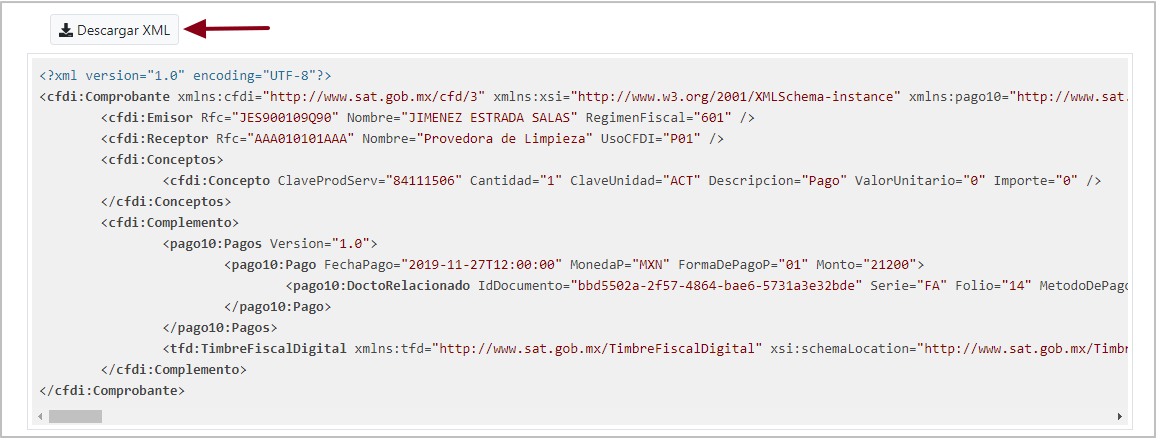 Descargar XML
<?xml version="1.0" encoding="UTF-8"?>
<cfdi:Comprobante xmlns:cfdi="http://www.sat.gob.mx/cfd/3" xmlns:xsi="http://www.w3.org/2001/XMLSchema-instance" xmlns:pago10="http://www.sat.
<cfdi:Emisor Rfc="JES900109Q90" Nombre="JIMENEZ ESTRADA SALAS" RegimenFiscal="601" />
<cfdi:Receptor Rfc="AAA010101AAA" Nombre="Provedora de Limpieza" UsoCFDI="P01" />
<cfdi:Conceptos>
<cfdi:Concepto ClaveProdServ="84111506" Cantidad="1" ClaveUnidad="ACT" Descripcion="Pago" ValorUnitario="0" Importe="0" />
</cfdi:Conceptos>
<cfdi:Complemento>
<pago10:Pagos Version="1.0">
<pago10:Pago FechaPago="2019-11-27T12:00:00" MonedaP="MXN" FormaDePagoP="01" Monto="21200">
<pago10:DoctoRelacionado IdDocumento="bbd5502a-2f57-4864-bae6-5731a3e32bde" Serie="FA" Folio="14" MetodoDePago
</pago10:Pago>
</pago10:Pagos>
<tfd:TimbreFiscalDigital xmlns:tfd="http://www.sat.gob.mx/TimbreFiscalDigital" xsi:schemaLocation="http://www.sat.gob.mx/Timbr
</cfdi:Complemento>
</cfdi:Comprobante>